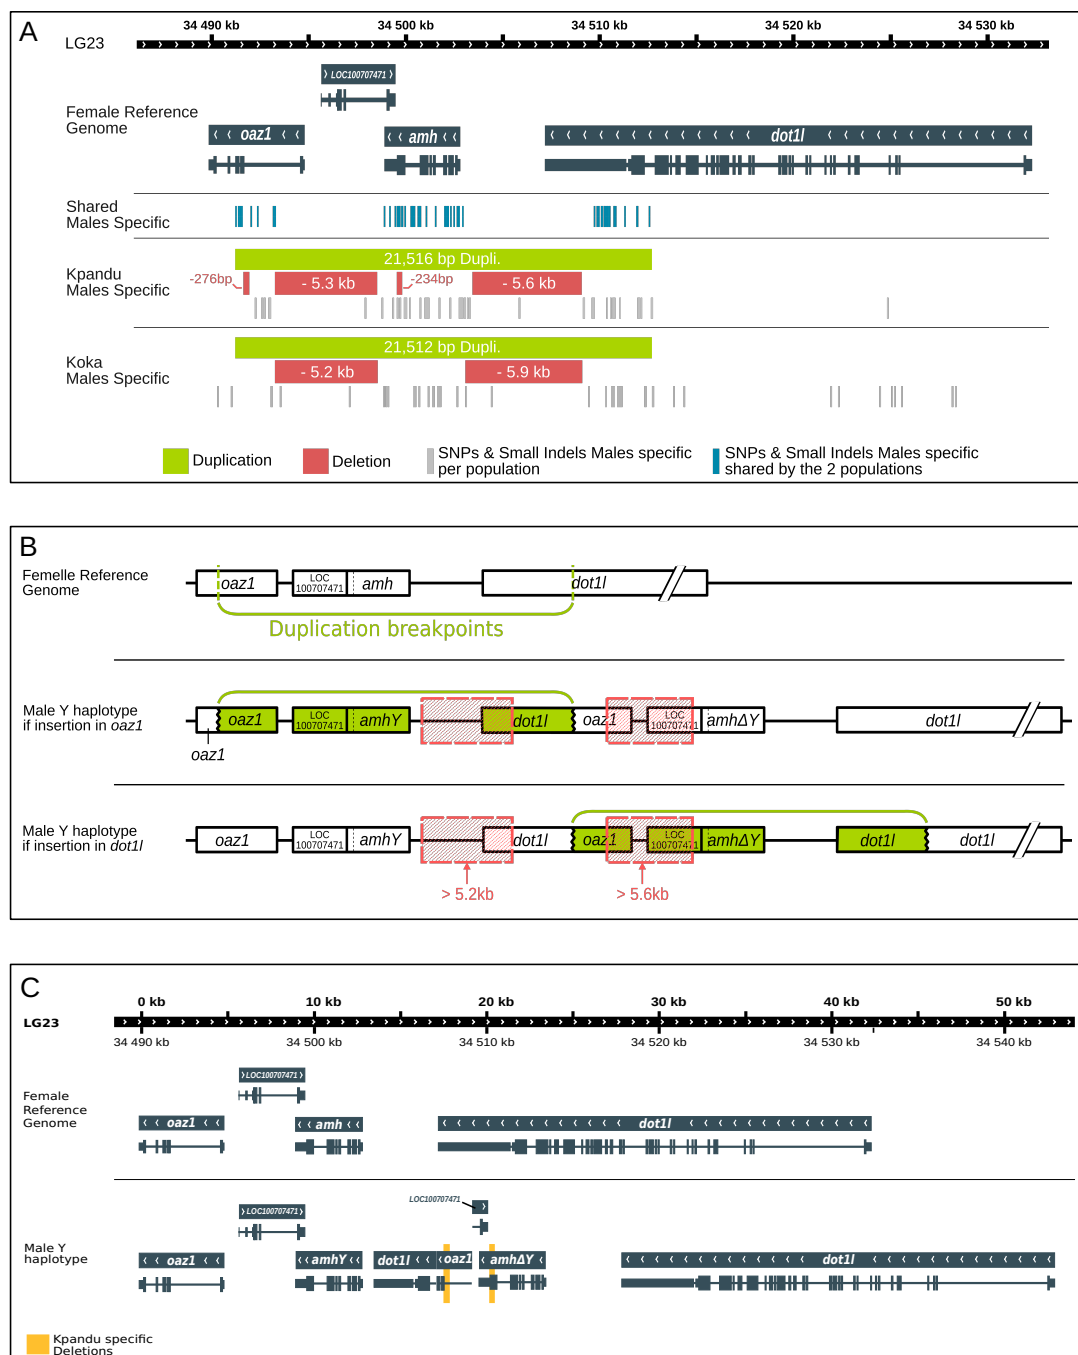 A
34 490 kb 34 500 kb 34 510 kb 34 520 kb 34 530 kb
LG23
LOC100707471
Female Reference
Genome
oaz1 amh dot1l
Shared
Males Specific
21,516 bp Dupli.
Kpandu
Males Specific
-276bp - 5.3 kb -234bp - 5.6 kb
21,512 bp Dupli.
Koka
Males Specific
- 5.2 kb - 5.9 kb
Duplication Deletion SNPs & Small Indels Males specific
per population
SNPs & Small Indels Males specific
shared by the 2 populations
B
Femelle Reference
Genome
oaz1 LOC
100707471 amh dot1l
Duplication breakpoints
Male Y haplotype
if insertion in oaz1
oaz1 LOC
100707471 amhY dot1l oaz1 LOC
100707471 amhΔY dot1l
oaz1
Male Y haplotype
if insertion in dot1l
oaz1 LOC
100707471 amhY dot1l oaz1 LOC
100707471 amhΔY dot1l dot1l
> 5.2kb > 5.6kb
C
0 kb 10 kb 20 kb 30 kb 40 kb 50 kb
LG23
34 490 kb 34 500 kb 34 510 kb 34 520 kb 34 530 kb 34 540 kb
LOC100707471
Female
Reference
Genome
oaz1 amh dot1l
LOC100707471
LOC100707471
Male Y
haplotype
oaz1 amhY dot1l oaz1 amhΔY dot1l
Kpandu specific
Deletions